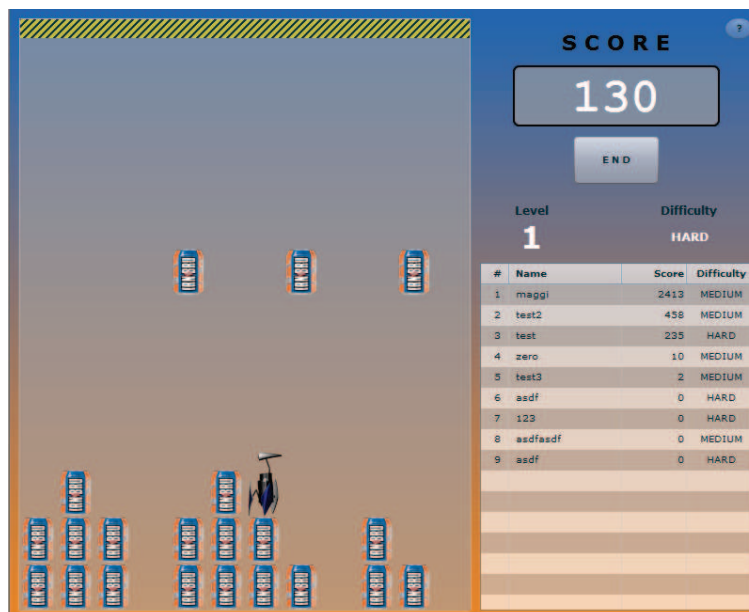 ?
SCORE
130
END
Level Difficulty
1 HARD
# Name Score Difficulty
1 maggi 2413 MEDIUM
2 test2 458 MEDIUM
3 test 235 HARD
4 zero 10 MEDIUM
5 test3 2 MEDIUM
6 asdf 0 HARD
7 123 0 HARD
8 asdfasdf 0 MEDIUM
9 asdf 0 HARD